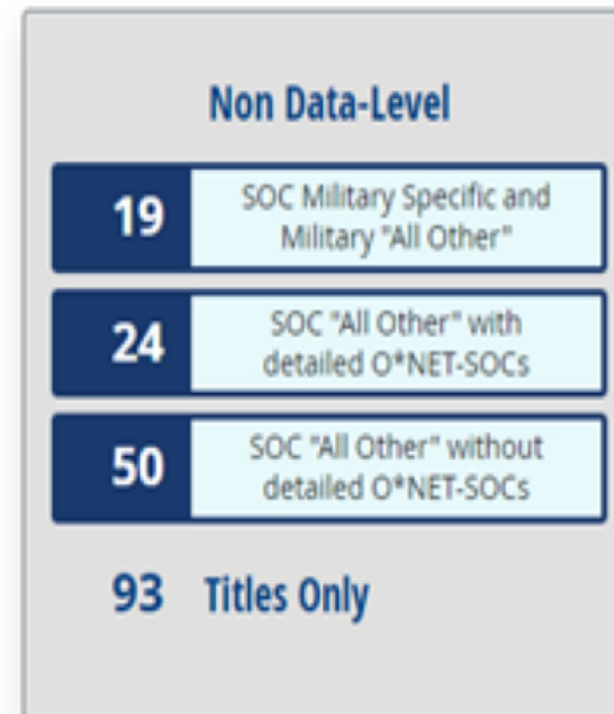 Non Data-Level
19 SOC Military Specific and
Military "All Other"
24 SOC "All Other" with
detailed O*NET-SOCs
50 SOC "All Other" without
detailed O*NET-SOCs
93 Titles Only